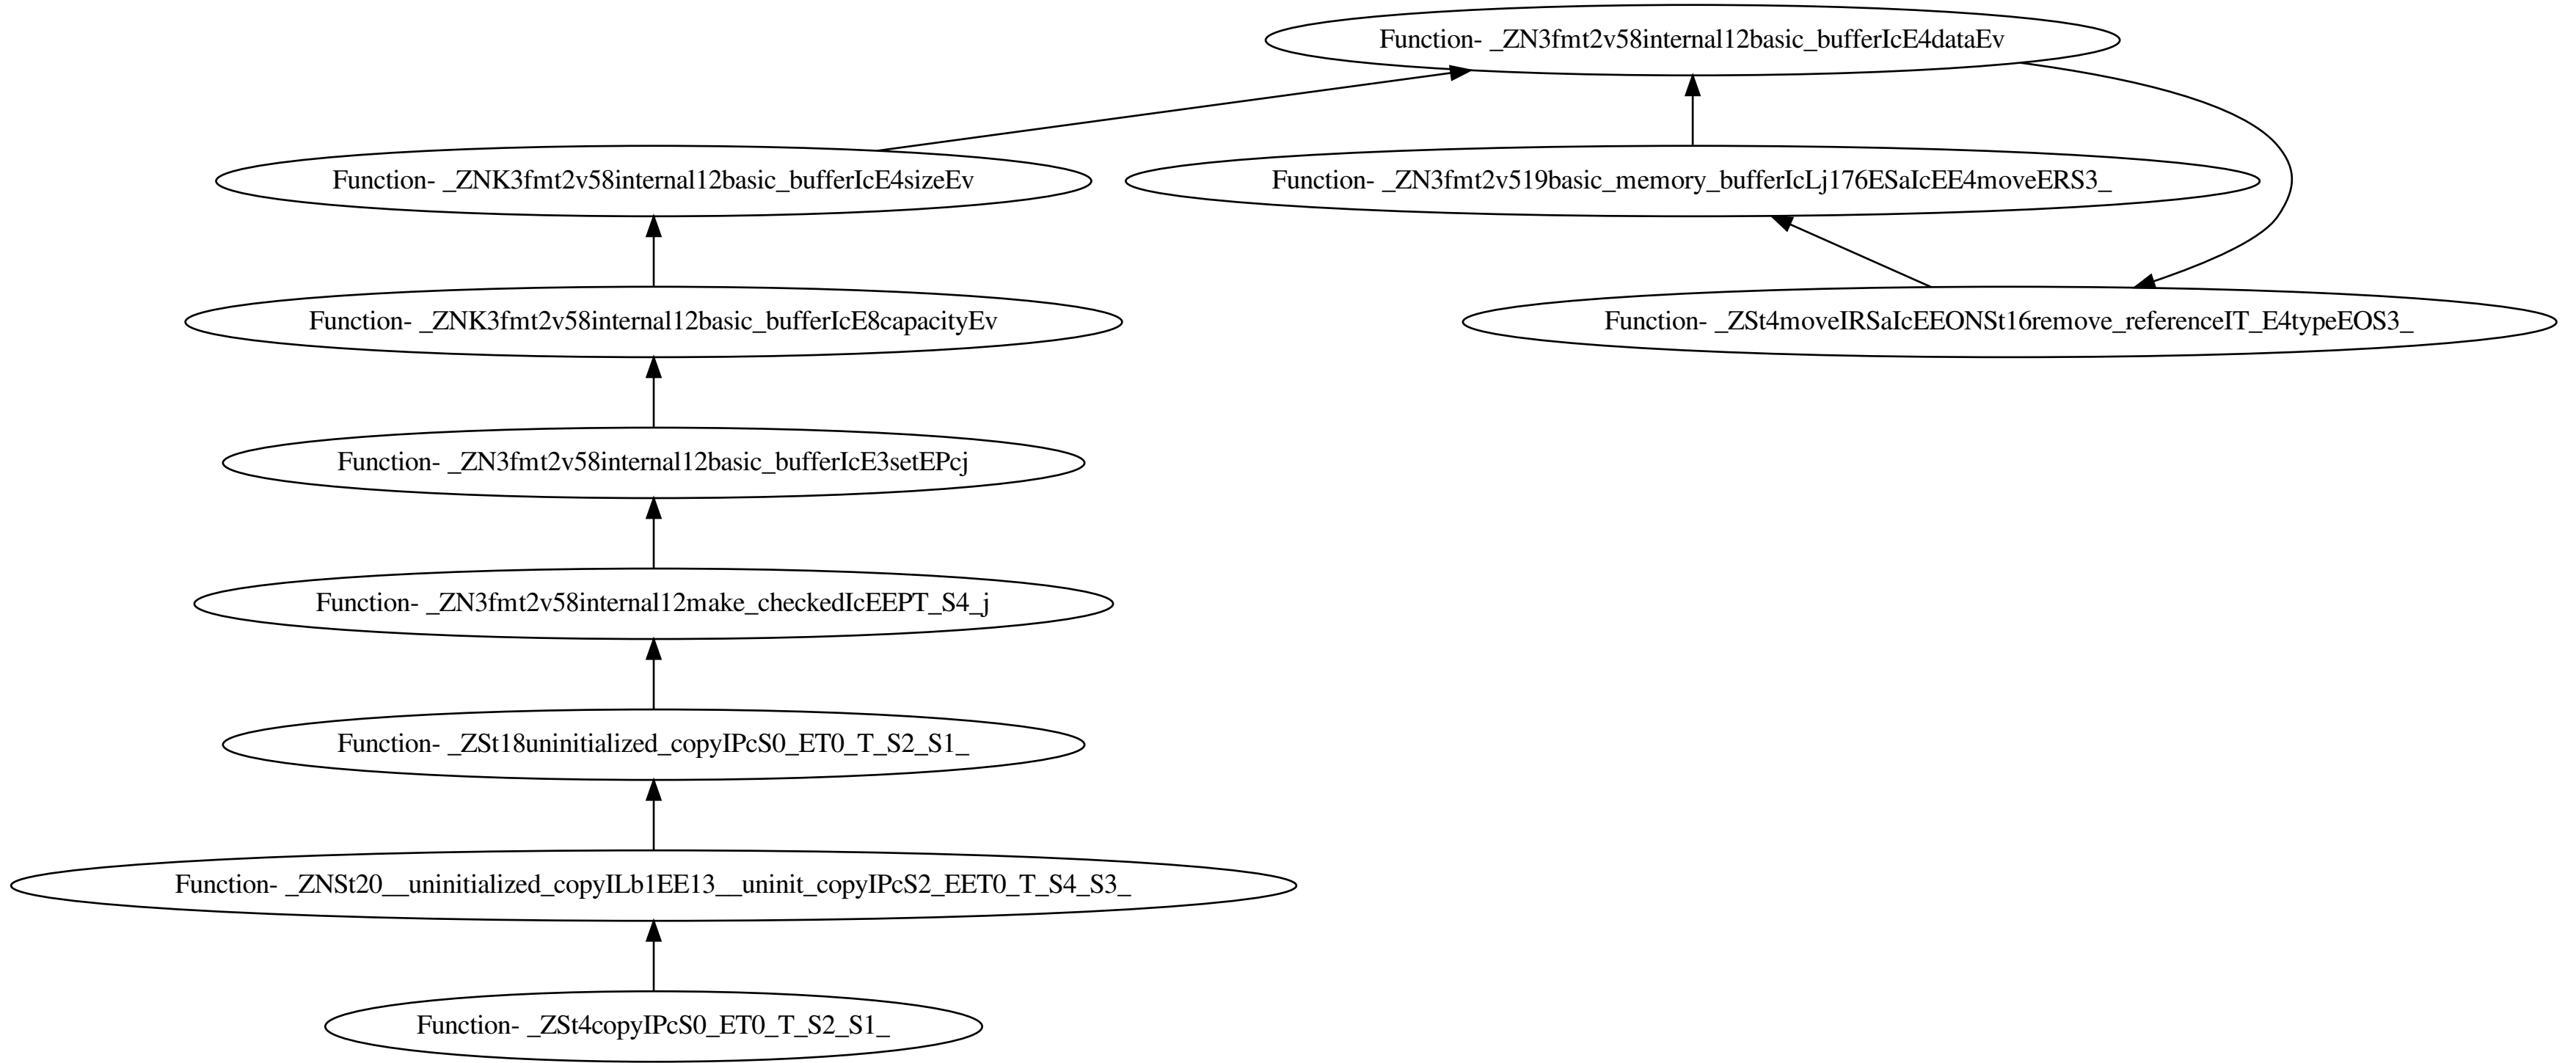 Function- _ZN3fmt2v58internal12basic_bufferIcE4dataEv
Function- _ZNK3fmt2v58internal12basic_bufferIcE4sizeEv
Function- _ZN3fmt2v519basic_memory_bufferIcLj176ESaIcEE4moveERS3_
Function- _ZNK3fmt2v58internal12basic_bufferIcE8capacityEv
Function- _ZSt4moveIRSaIcEEONSt16remove_referenceIT_E4typeEOS3_
Function- _ZN3fmt2v58internal12basic_bufferIcE3setEPcj
Function- _ZN3fmt2v58internal12make_checkedIcEEPT_S4_j
Function- _ZSt18uninitialized_copyIPcS0_ET0_T_S2_S1_
Function- _ZNSt20__uninitialized_copyILb1EE13__uninit_copyIPcS2_EET0_T_S4_S3_
Function- _ZSt4copyIPcS0_ET0_T_S2_S1_